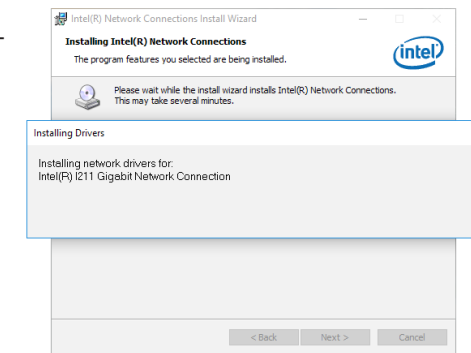 Intel(R) Network Connections Install Wizard
Installing Intel(R) Network Connections
The program features you selected are being installed.
intel
Please wait while the install wizard installs Intel(R) Network Connections.
This may take several minutes.
Installing Drivers
Installing network drivers for:
Intel(R) I211 Gigabit Network Connection
< Back
Next >
Cancel